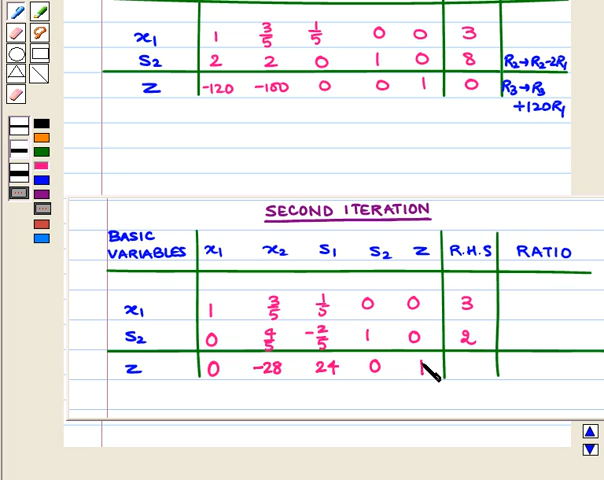 x₁ 1 3/5 1/5 0 0 3
S₂ 2 2 0 1 0 8 R₂→R₂-2R₁
Z -120 -100 0 0 1 0 R₃→R₃
+120R₁
SECOND ITERATION
BASIC VARIABLES x₁ x₂ S₁ S₂ Z R.H.S RATIO
x₁ 1 3/5 1/5 0 0 3
S₂ 0 4/5 -2/5 1 0 2
Z 0 -28 24 0 1